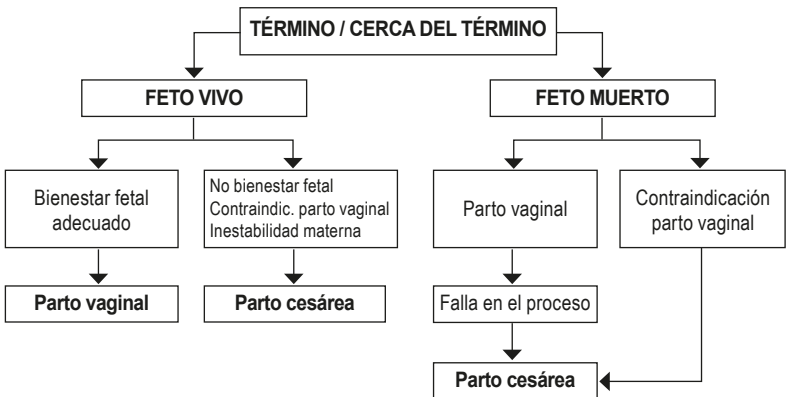 TÉRMINO / CERCA DEL TÉRMINO
FETO VIVO
FETO MUERTO
Bienestar fetal
adecuado
No bienestar fetal
Contraindic. parto vaginal
Inestabilidad materna
Parto vaginal
Contraindicación
parto vaginal
Parto vaginal
Parto cesárea
Falla en el proceso
Parto cesárea